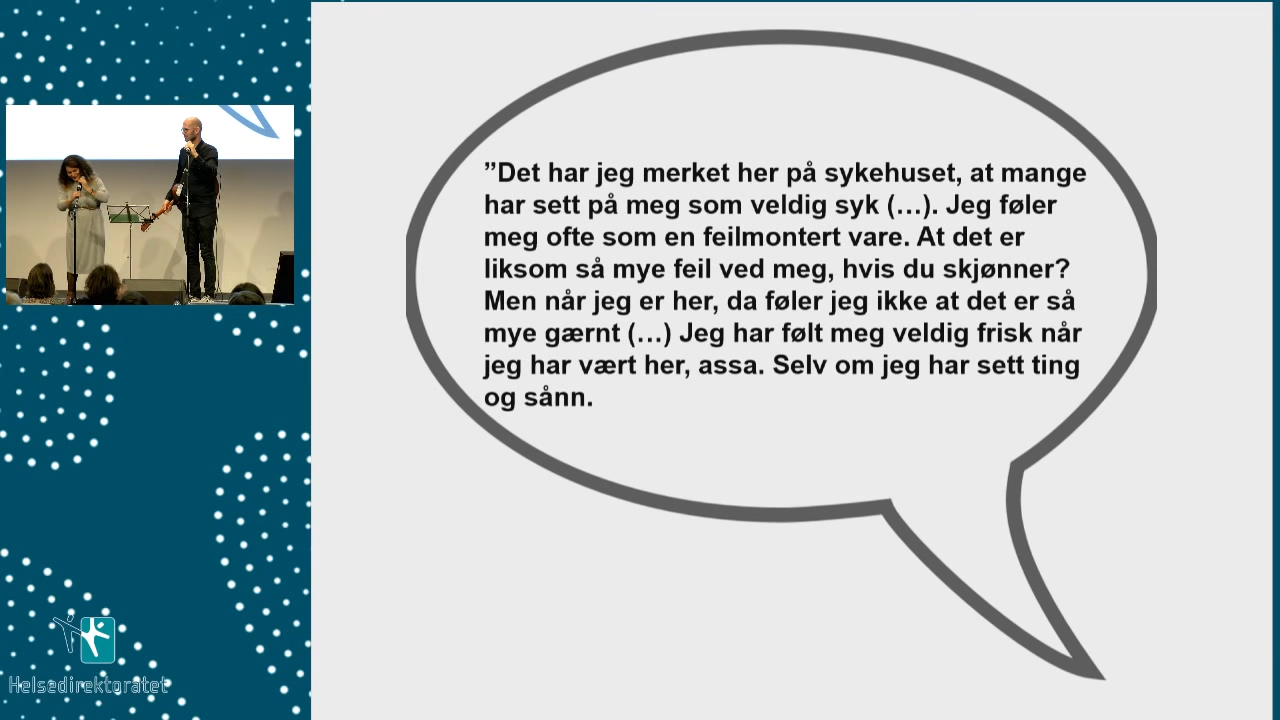 ”Det har jeg merket her på sykehuset, at mange
har sett på meg som veldig syk (…). Jeg føler
meg ofte som en feilmontert vare. At det er
liksom så mye feil ved meg, hvis du skjønner?
Men når jeg er her, da føler jeg ikke at det er så
mye gærnt (…) Jeg har følt meg veldig frisk når
jeg har vært her, assa. Selv om jeg har sett ting
og sånn.
Helsedirektoratet